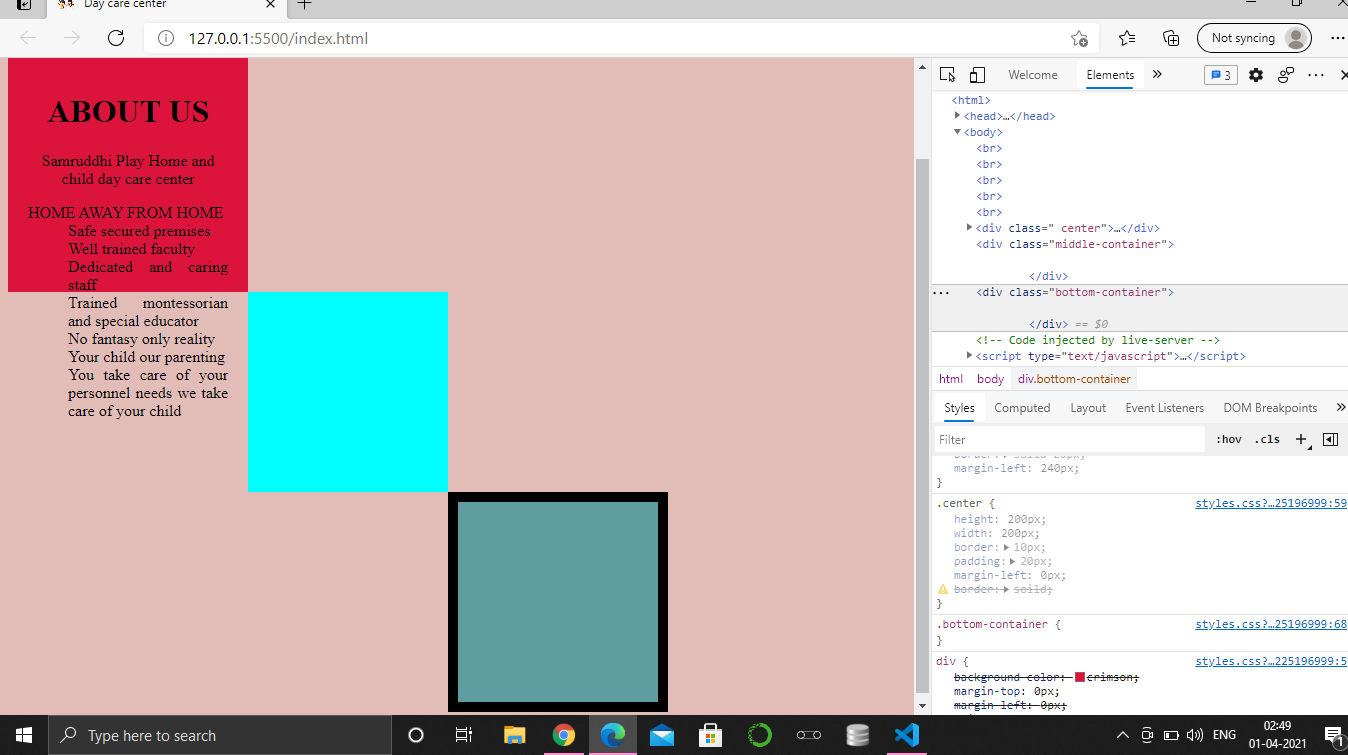 Day care center
127.0.0.1:5500/index.html
Not syncing
ABOUT US
Samruddhi Play Home and
child day care center
HOME AWAY FROM HOME
Safe secured premises
Well trained faculty
Dedicated and caring
staff
Trained montessorian
and special educator
No fantasy only reality
Your child our parenting
You take care of your
personnel needs we take
care of your child
Welcome Elements » 3
<html>
<head>…</head>
<body>
<br>
<br>
<br>
<br>
<br>
<div class=" center">…</div>
<div class="middle-container">
</div>
<div class="bottom-container">
</div> == $0
<!-- Code injected by live-server -->
<script type="text/javascript">…</script>
html body div.bottom-container
Styles Computed Layout Event Listeners DOM Breakpoints »
Filter :hov .cls +
margin-left: 240px;
}
.center { styles.css?…25196999:59
height: 200px;
width: 200px;
border: 10px;
padding: 20px;
margin-left: 0px;
border: soild;
}
.bottom-container { styles.css?…25196999:68
}
div { styles.css?…225196999:5
background-color: crimson;
margin-top: 0px;
margin-left: 0px;
Type here to search
ENG
02:49
01-04-2021
1